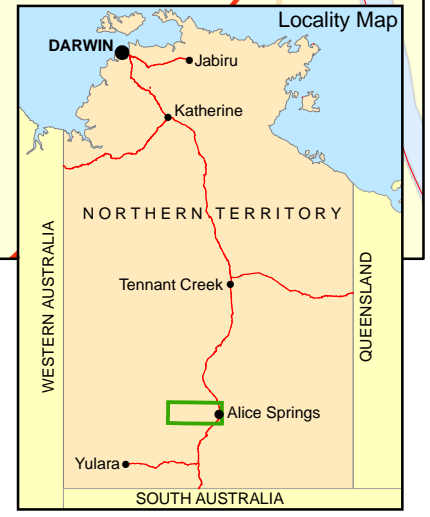 Locality Map
DARWIN
Jabiru
Katherine
NORTHERN TERRITORY
WESTERN AUSTRALIA
QUEENSLAND
Tennant Creek
Alice Springs
Yulara
SOUTH AUSTRALIA